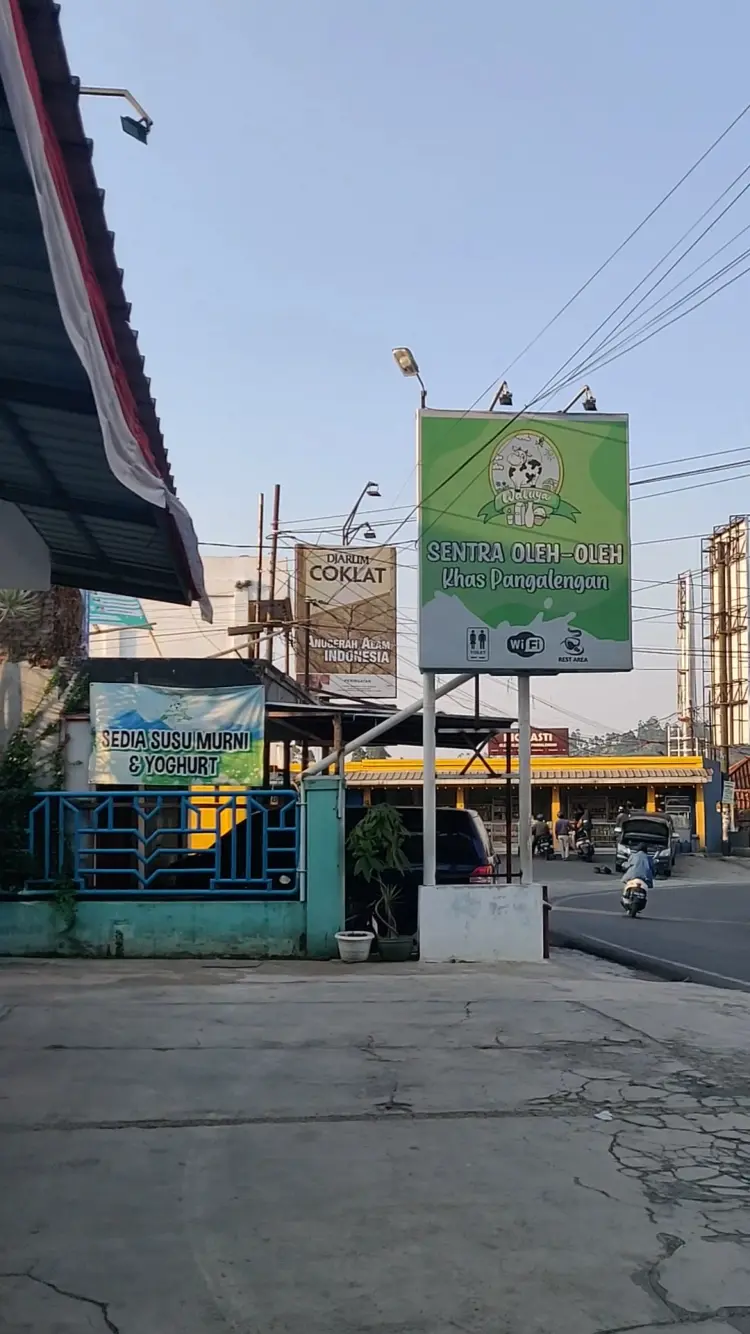 Waluya
SENTRA OLEH-OLEH
Khas Pangalengan
TOILET
WiFi
REST AREA
DJARUM
COKLAT
ANUGERAH ALAM
INDONESIA
SEDIA SUSU MURNI
& YOGHURT